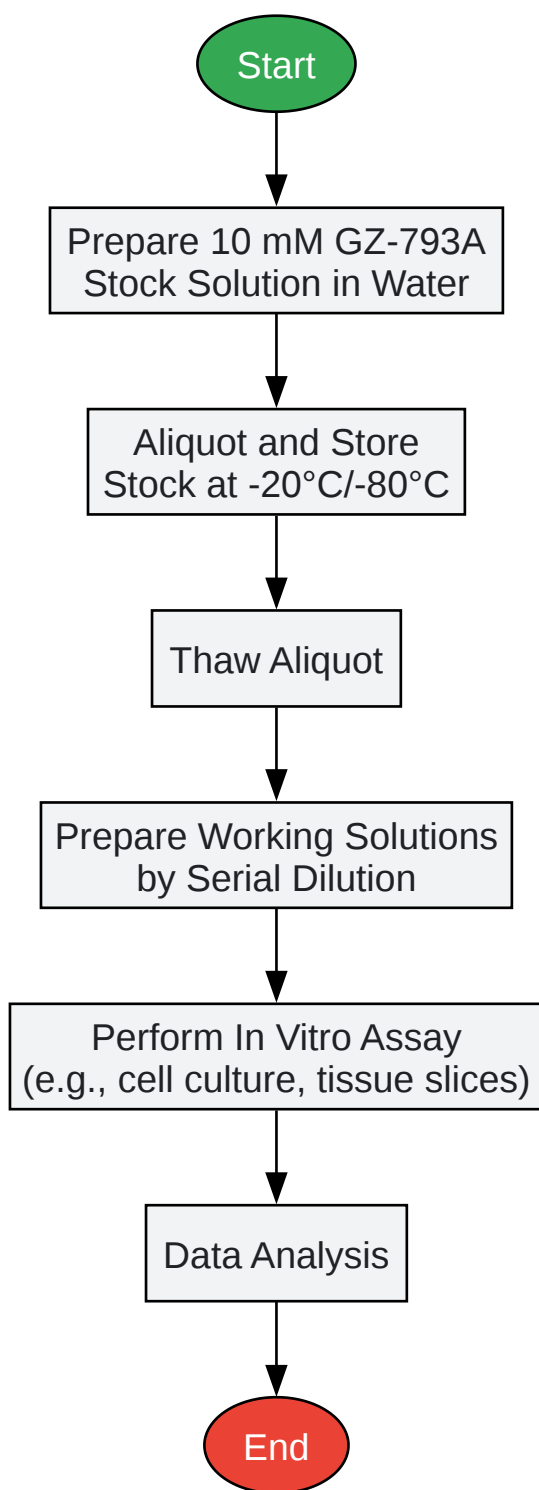 Start
Prepare 10 mM GZ-793A
Stock Solution in Water
Aliquot and Store
Stock at -20°C/-80°C
Thaw Aliquot
Prepare Working Solutions
by Serial Dilution
Perform In Vitro Assay
(e.g., cell culture, tissue slices)
Data Analysis
End